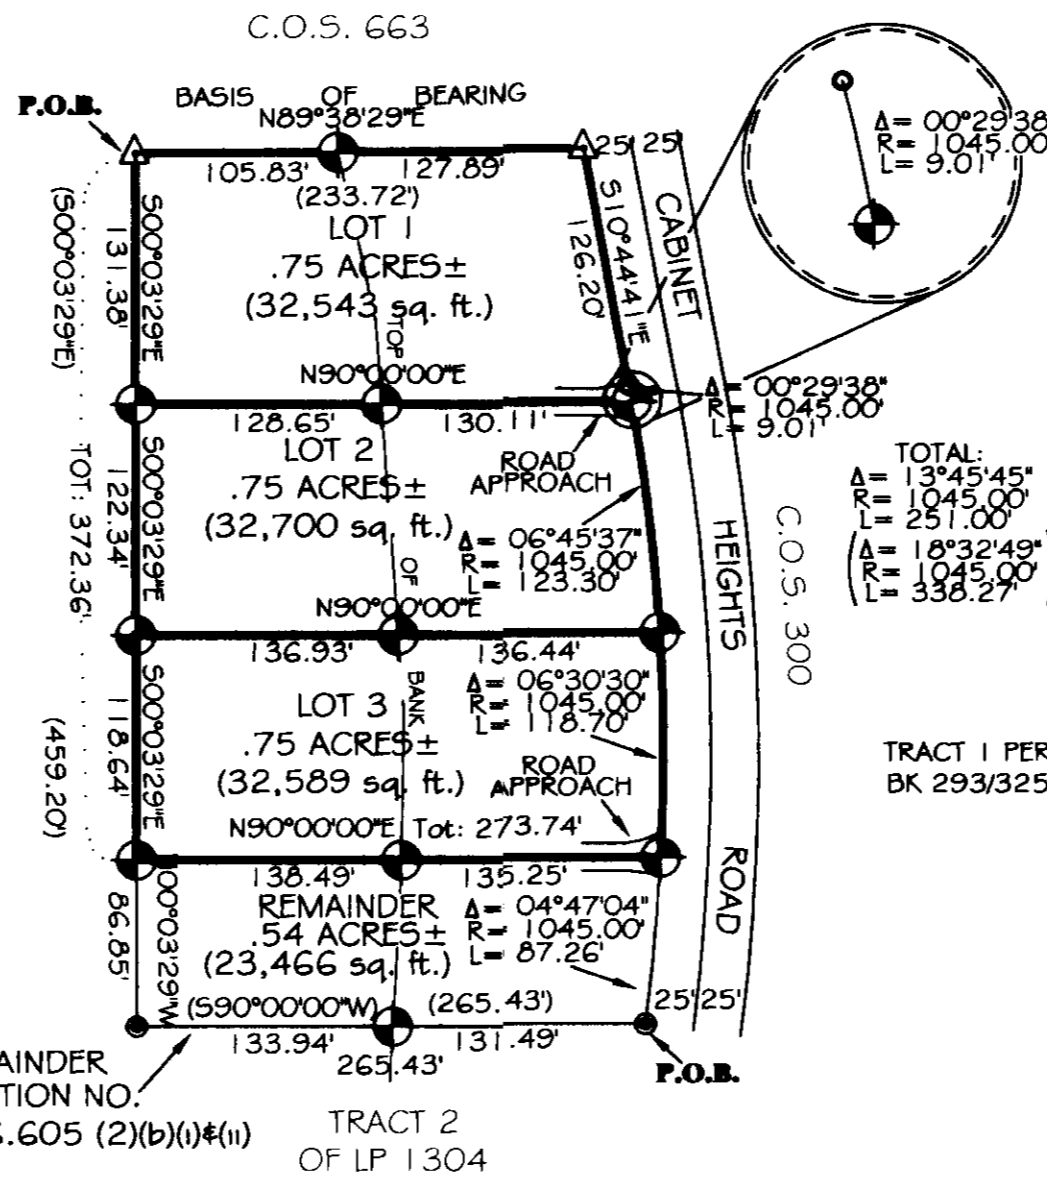 C.O.S. 663
P.O.B.
BASIS OF BEARING
N89°38'29"E
105.83' 127.89'
(233.72')
25' 25'
Δ= 00°29'38"
R= 1045.00'
L= 9.01'
S00°03'29"E
131.38'
(S00°03'29"E)
LOT 1
.75 ACRES±
(32,543 sq. ft.)
S10°44'41"E
126.20'
CABINET
TOP
N90°00'00"E
128.65' 130.11'
Δ= 00°29'38"
R= 1045.00'
L= 9.01'
LOT 2
.75 ACRES±
(32,700 sq. ft.)
ROAD
APPROACH
S00°03'29"E
122.34'
TOT: 372.36'
Δ= 06°45'37"
R= 1045.00'
L= 123.30'
OF
HEIGHTS
C.O.S. 300
TOTAL:
Δ= 13°45'45"
R= 1045.00'
L= 251.00'
(Δ= 18°32'49"
R= 1045.00'
L= 338.27'
N90°00'00"E
136.93' 136.44'
S00°03'29"E
118.64'
(459.20')
LOT 3
.75 ACRES±
(32,589 sq. ft.)
BANK
Δ= 06°30'30"
R= 1045.00'
L= 118.70'
ROAD
APPROACH
TRACT 1 PER
BK 293/325
N90°00'00"E Tot: 273.74'
138.49' 135.25'
ROAD
REMAINDER
.54 ACRES±
(23,466 sq. ft.)
Δ= 04°47'04"
R= 1045.00'
L= 87.26'
86.85'
00°03'29"W
(S90°00'00"W) (265.43')
25' 25'
133.94' 131.49'
265.43'
P.O.B.
AINDER
TION NO.
.605 (2)(b)(i)&(ii)
TRACT 2
OF LP 1304